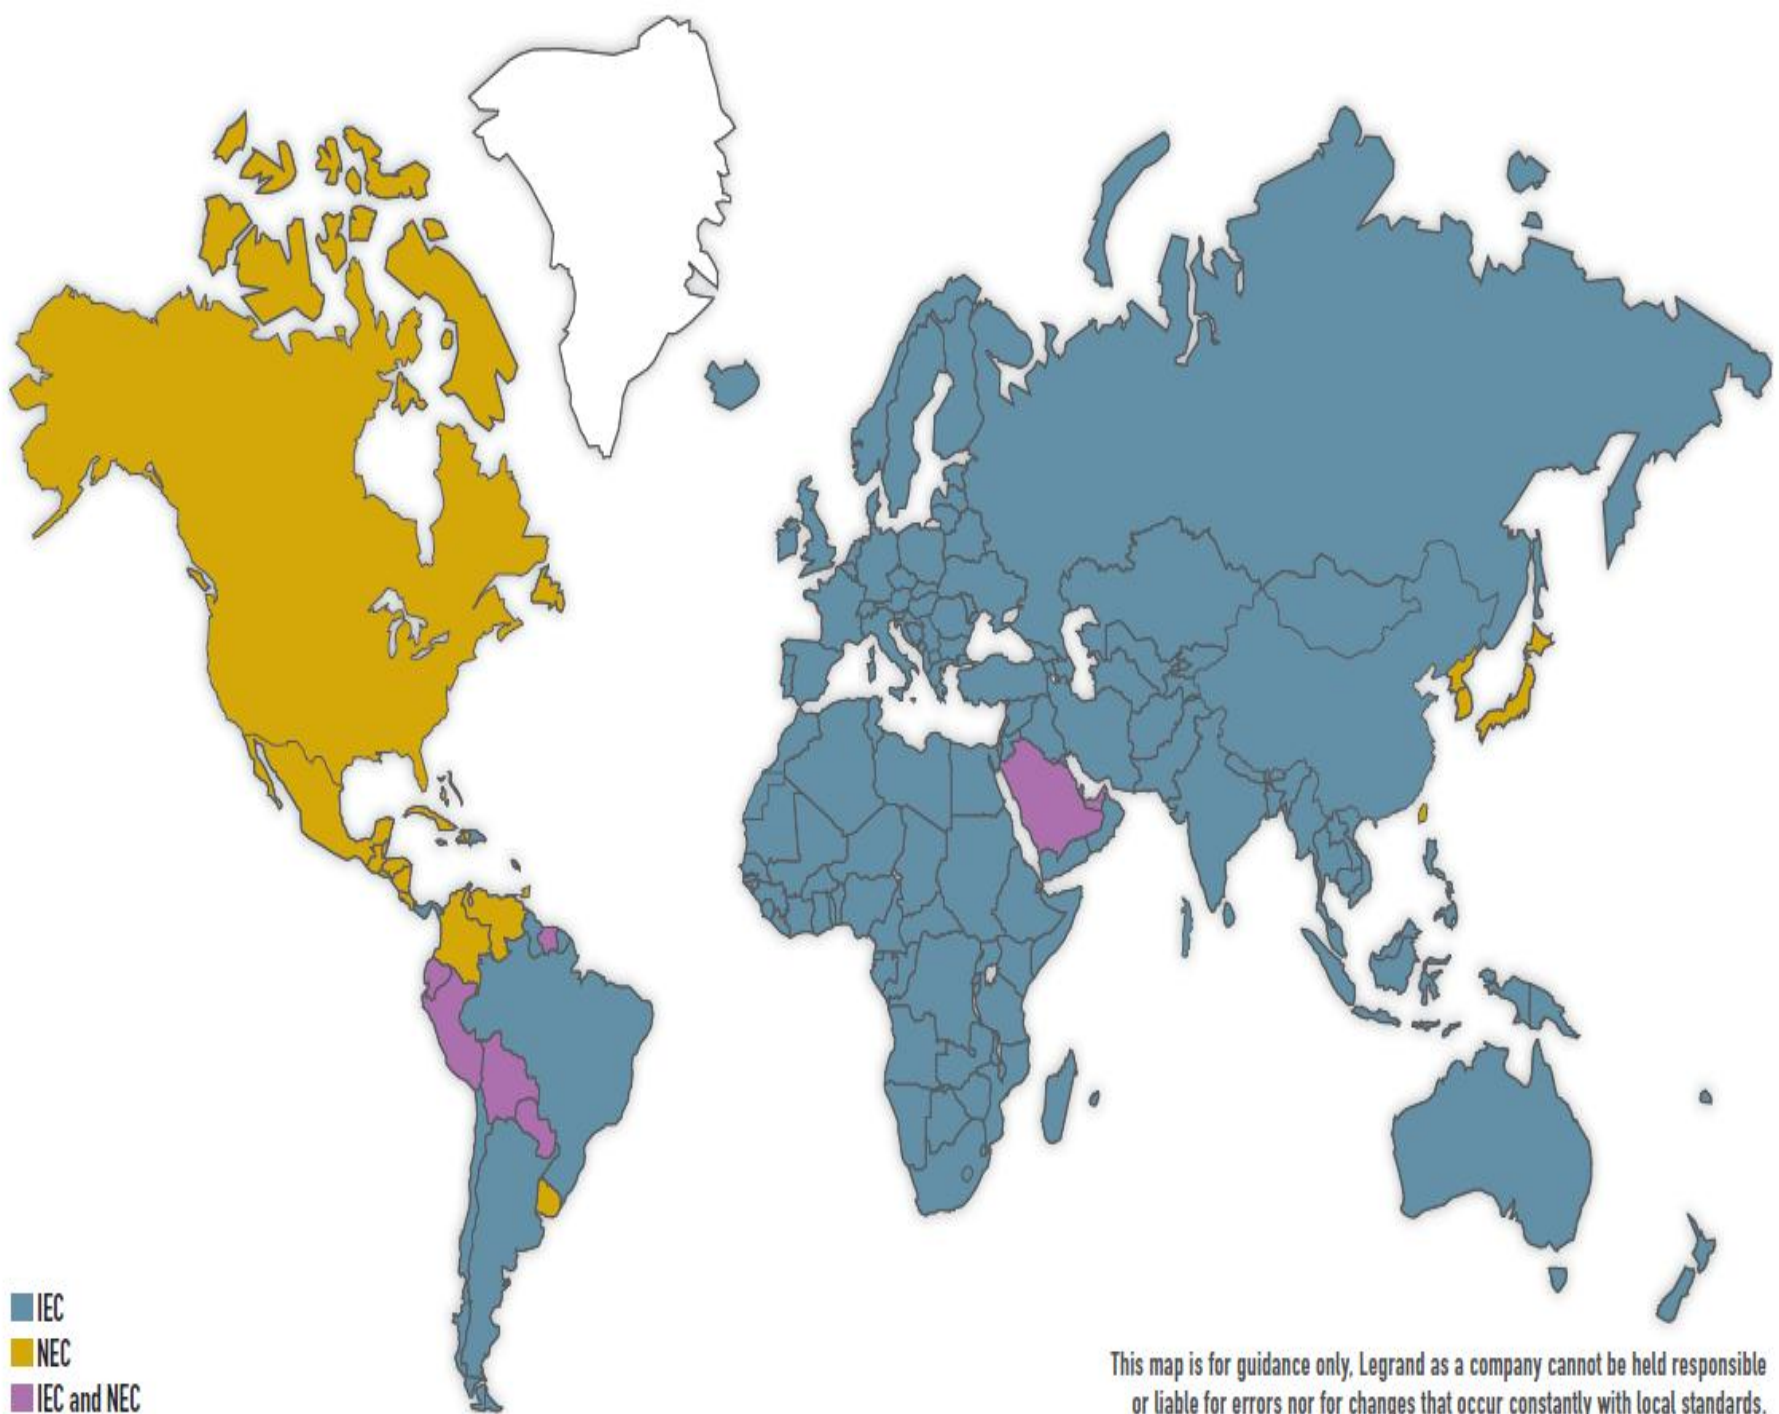 IEC
NEC
IEC and NEC
This map is for guidance only, Legrand as a company cannot be held responsible
or liable for errors nor for changes that occur constantly with local standards.